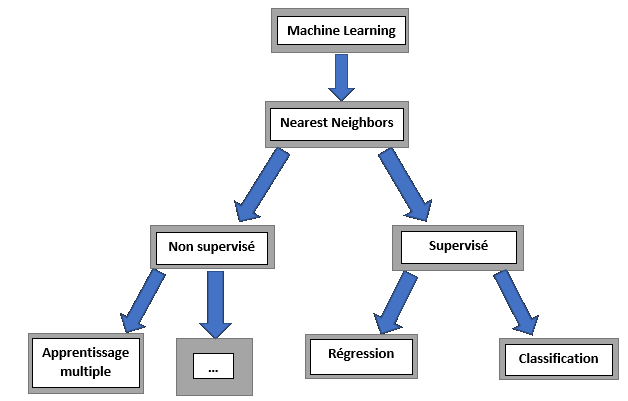 Machine Learning
Nearest Neighbors
Non supervisé
Supervisé
Apprentissage
multiple
...
Régression
Classification